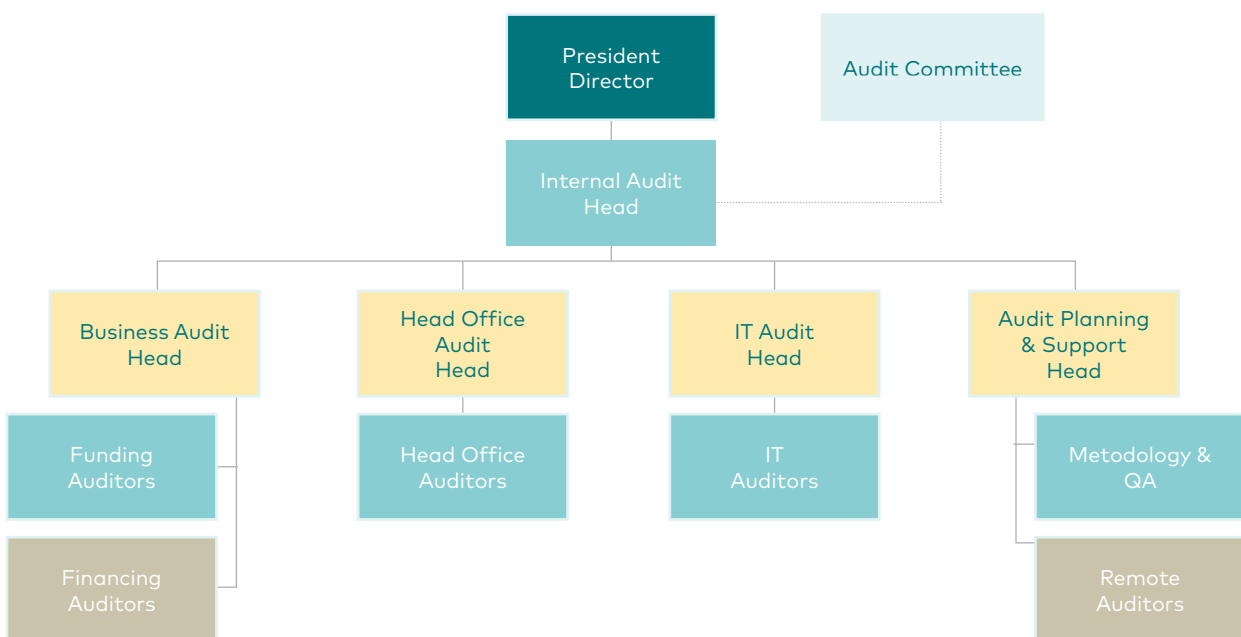 President
Director
Audit Committee
Internal Audit
Head
Business Audit
Head
Head Office
Audit
Head
IT Audit
Head
Audit Planning
& Support
Head
Funding
Auditors
Head Office
Auditors
IT
Auditors
Metodology &
QA
Financing
Auditors
Remote
Auditors